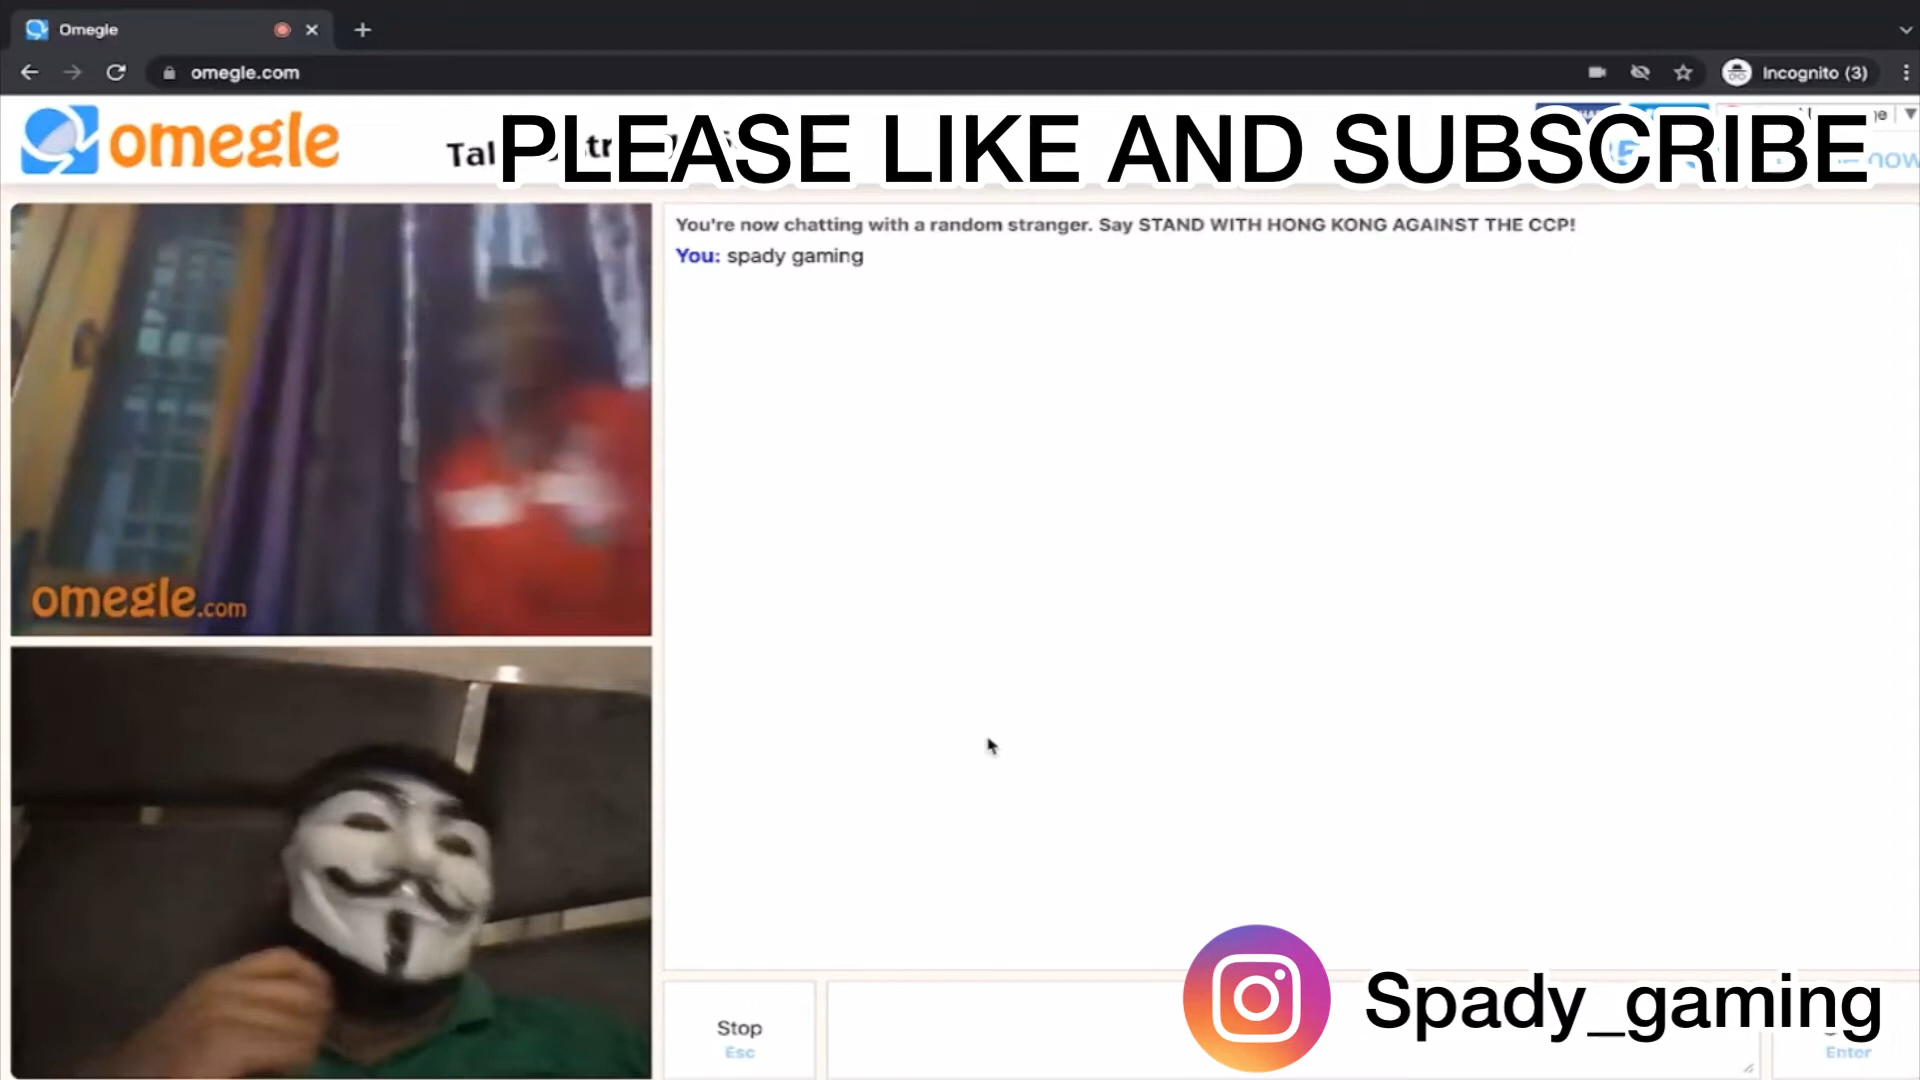 Omegle
omegle.com
Incognito (3)
omegle
PLEASE LIKE AND SUBSCRIBE
now
You're now chatting with a random stranger. Say STAND WITH HONG KONG AGAINST THE CCP!
You: spady gaming
omegle.com
Stop
Esc
Spady_gaming
Enter